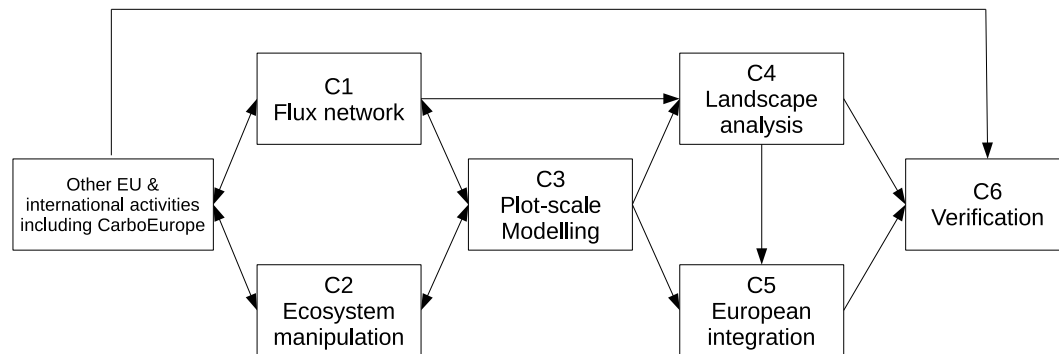 C1
Flux network
C4
Landscape
analysis
Other EU &
international activities
including CarboEurope
C3
Plot-scale
Modelling
C6
Verification
C2
Ecosystem
manipulation
C5
European
integration